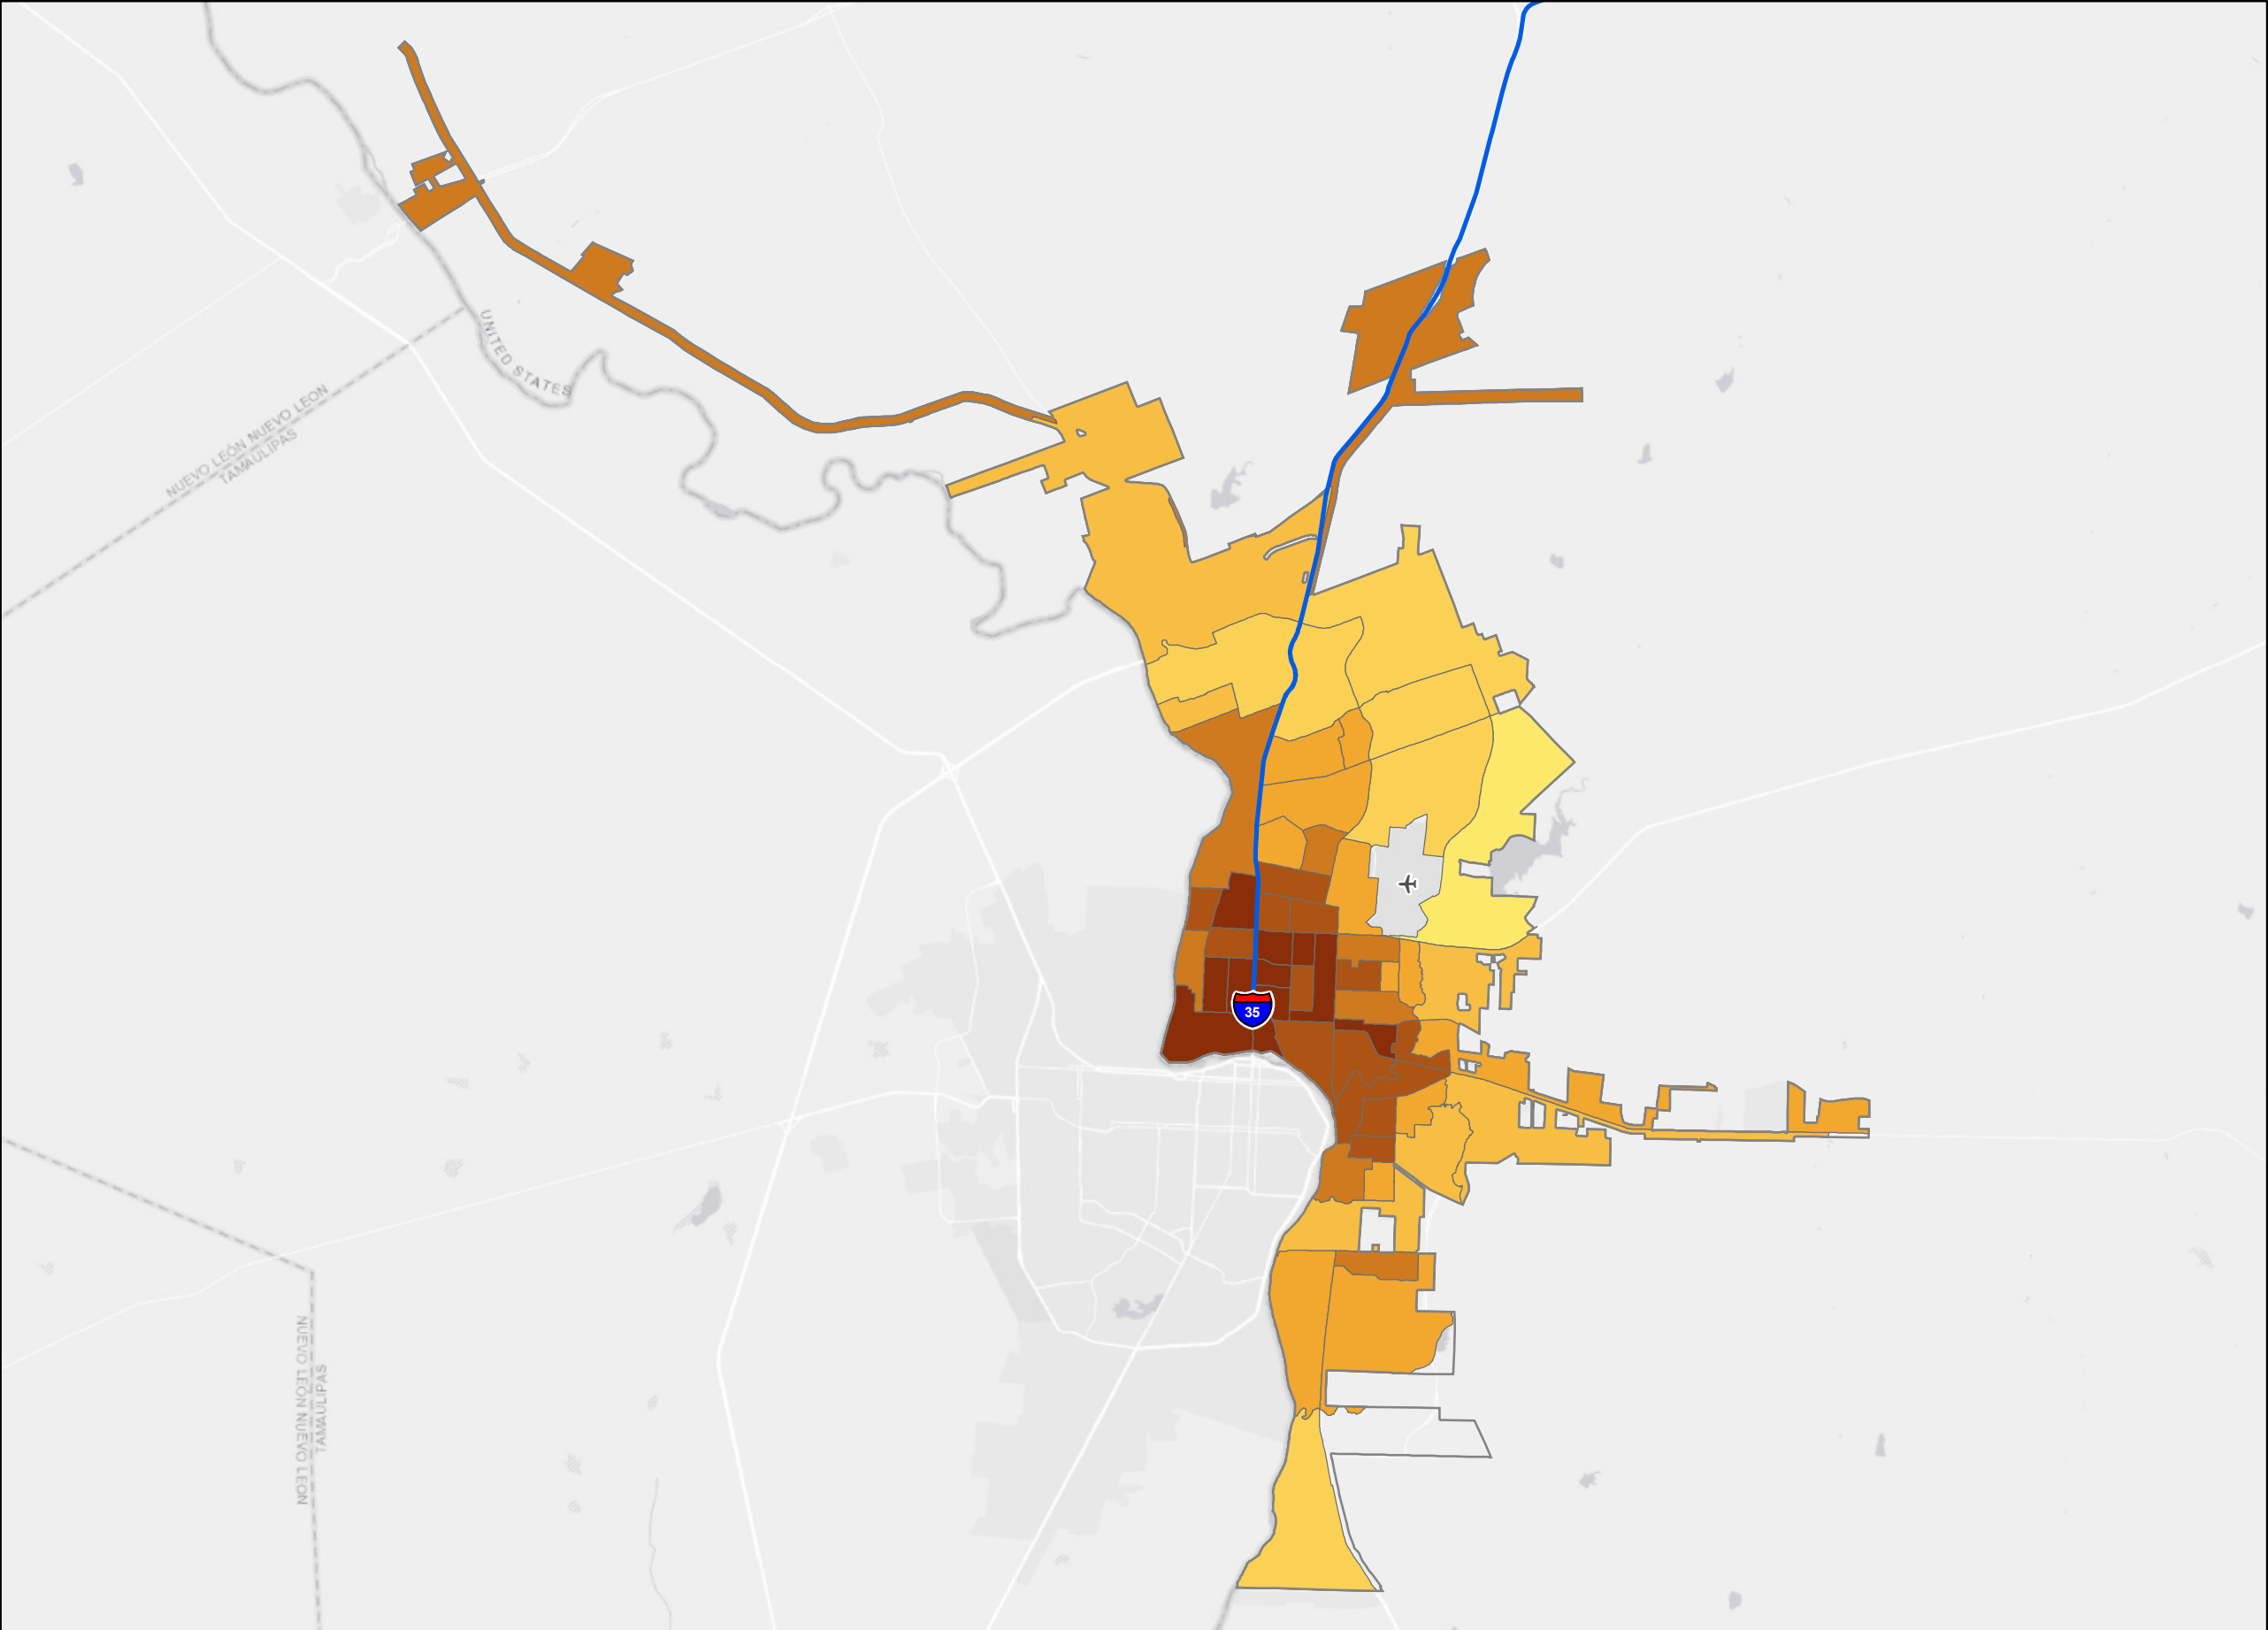 UNITED STATES
NUEVO LEÓN NUEVO LEON
TAMAULIPAS
35
NUEVO LEÓN NUEVO LEON
TAMAULIPAS